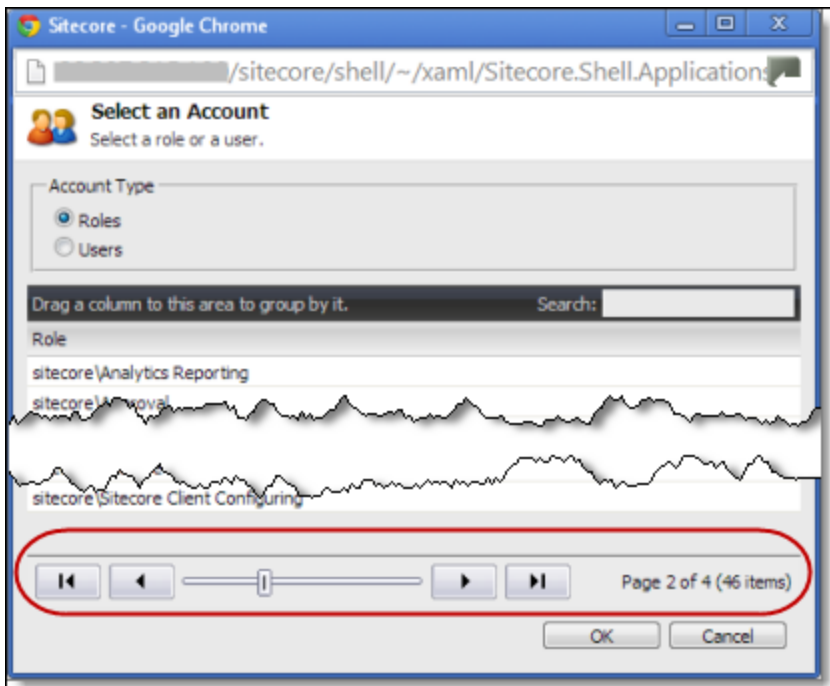 Sitecore - Google Chrome
/sitecore/shell/~/xaml/Sitecore.Shell.Applications
Select an Account
Select a role or a user.
Account Type
Roles
Users
Drag a column to this area to group by it. Search:
Role
sitecore\Analytics Reporting
sitecore\Approval
sitecore\Sitecore Client Configuring
Page 2 of 4 (46 items)
OK Cancel